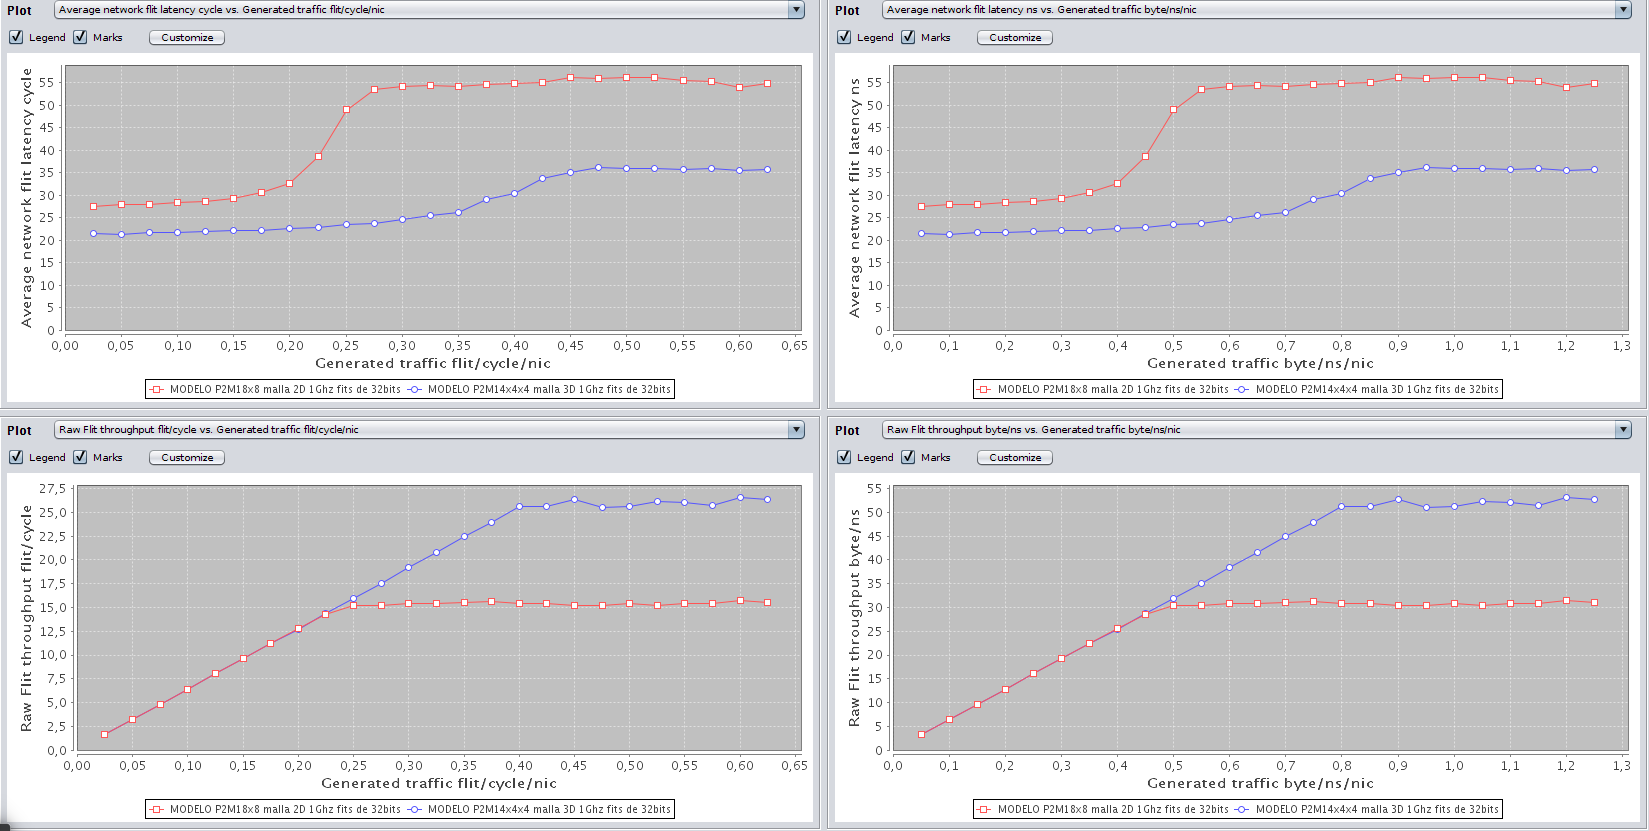 Plot Average network flit latency cycle vs. Generated traffic flit/cycle/nic
Legend Marks Customize
Average network flit latency cycle
55
50
45
40
35
30
25
20
15
10
5
0
0,00 0,05 0,10 0,15 0,20 0,25 0,30 0,35 0,40 0,45 0,50 0,55 0,60 0,65
Generated traffic flit/cycle/nic
MODELO P2M18x8 malla 2D 1Ghz fits de 32bits MODELO P2M14x4x4 malla 3D 1Ghz fits de 32bits
Plot Average network flit latency ns vs. Generated traffic byte/ns/nic
Legend Marks Customize
Average network flit latency ns
55
50
45
40
35
30
25
20
15
10
5
0
0,0 0,1 0,2 0,3 0,4 0,5 0,6 0,7 0,8 0,9 1,0 1,1 1,2 1,3
Generated traffic byte/ns/nic
MODELO P2M18x8 malla 2D 1Ghz fits de 32bits MODELO P2M14x4x4 malla 3D 1Ghz fits de 32bits
Plot Raw Flit throughput flit/cycle vs. Generated traffic flit/cycle/nic
Legend Marks Customize
Raw Flit throughput flit/cycle
27,5
25,0
22,5
20,0
17,5
15,0
12,5
10,0
7,5
5,0
2,5
0,0
0,00 0,05 0,10 0,15 0,20 0,25 0,30 0,35 0,40 0,45 0,50 0,55 0,60 0,65
Generated traffic flit/cycle/nic
MODELO P2M18x8 malla 2D 1Ghz fits de 32bits MODELO P2M14x4x4 malla 3D 1Ghz fits de 32bits
Plot Raw Flit throughput byte/ns vs. Generated traffic byte/ns/nic
Legend Marks Customize
Raw Flit throughput byte/ns
55
50
45
40
35
30
25
20
15
10
5
0
0,0 0,1 0,2 0,3 0,4 0,5 0,6 0,7 0,8 0,9 1,0 1,1 1,2 1,3
Generated traffic byte/ns/nic
MODELO P2M18x8 malla 2D 1Ghz fits de 32bits MODELO P2M14x4x4 malla 3D 1Ghz fits de 32bits